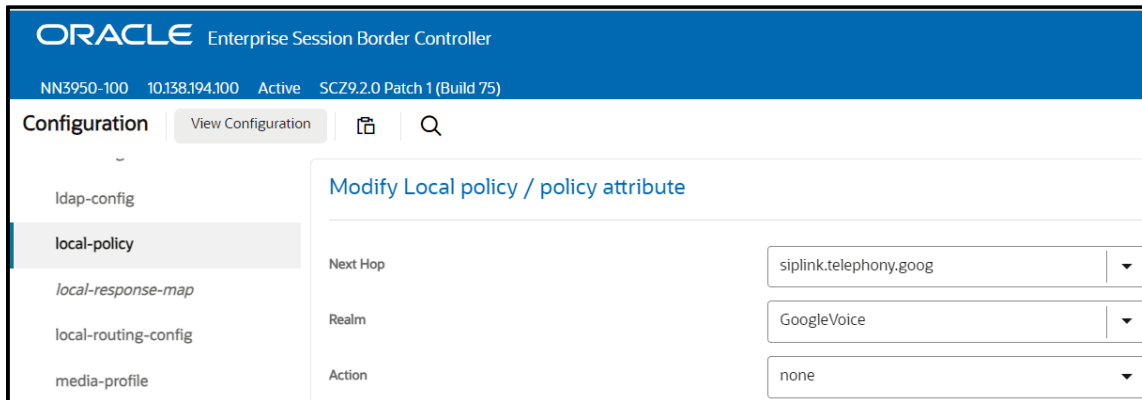 ORACLE Enterprise Session Border Controller
NN3950-100 10.138.194.100 Active SCZ9.2.0 Patch 1 (Build 75)
Configuration View Configuration
ldap-config
local-policy
local-response-map
local-routing-config
media-profile
Modify Local policy / policy attribute
Next Hop siplink.telephony.goog
Realm GoogleVoice
Action none